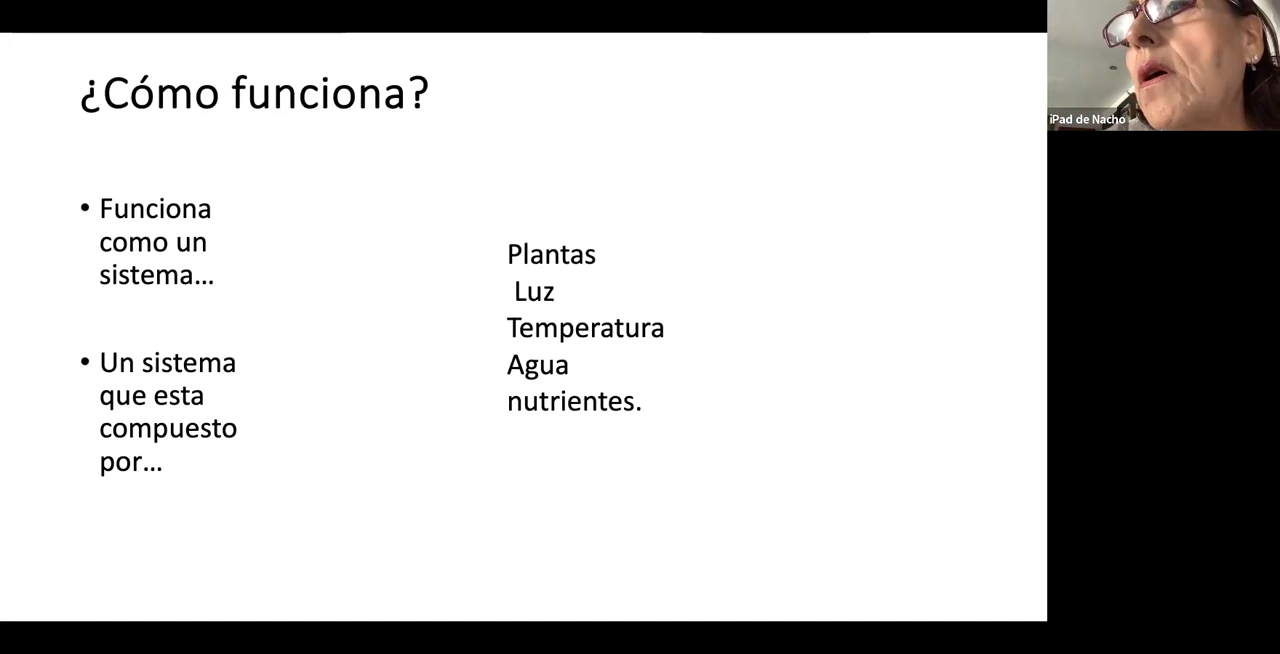 ¿Cómo funciona?
• Funciona
como un
sistema...
• Un sistema
que esta
compuesto
por...
Plantas
Luz
Temperatura
Agua
nutrientes.
iPad de Nacho